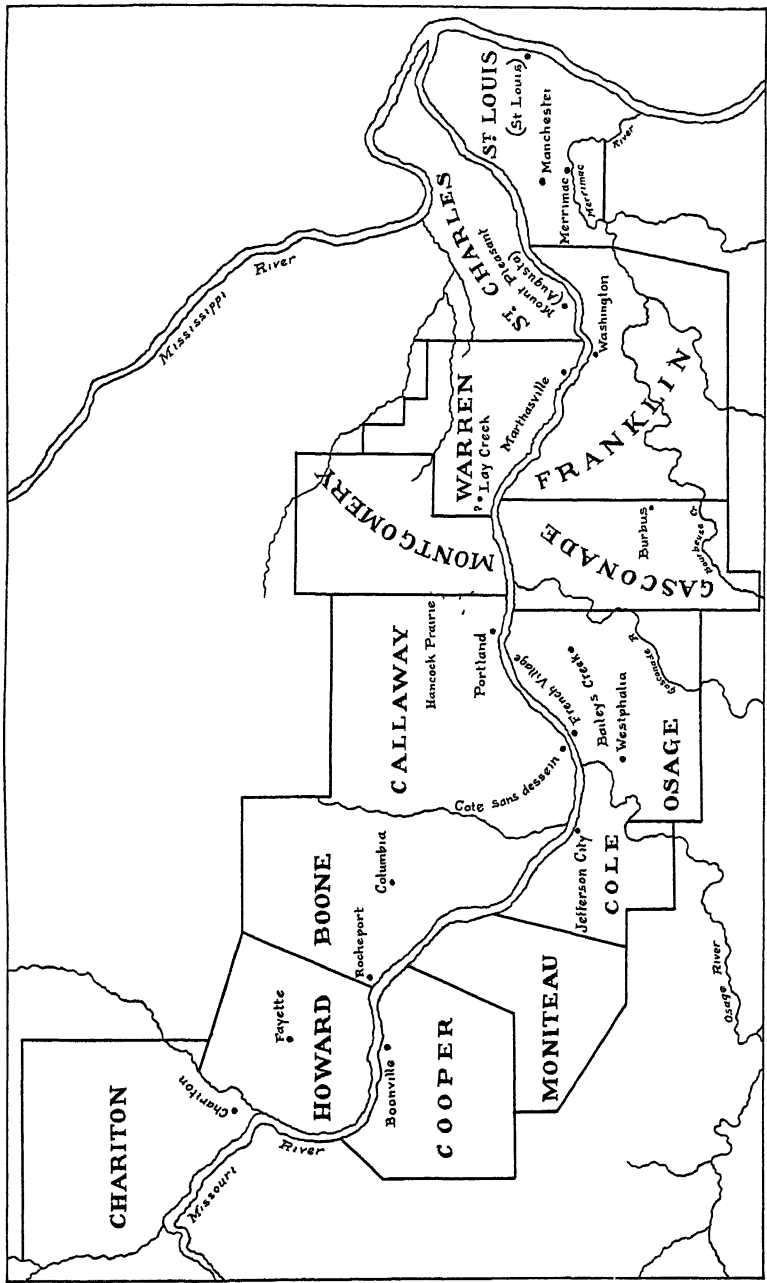 CHARITON
Chariton
Missouri
River
HOWARD
Fayette
Boonville
COOPER
BOONE
Rocheport
Columbia
MONITEAU
Jefferson City
COLE
Osage River
CALLAWAY
Hancock Prairie
Portland
Cote sans dessein
French Village
Baileys Creek
Westphalia
OSAGE
Gasconade R.
MONTGOMERY
GASCONADE
Burbus
Bourbeuse Cr
WARREN
? Lay Creek
Marthasville
FRANKLIN
Washington
Mississippi River
ST. CHARLES
Mount Pleasant
(Augusta)
ST. LOUIS
(St Louis)
Manchester
Merrimac
Merrimac
River